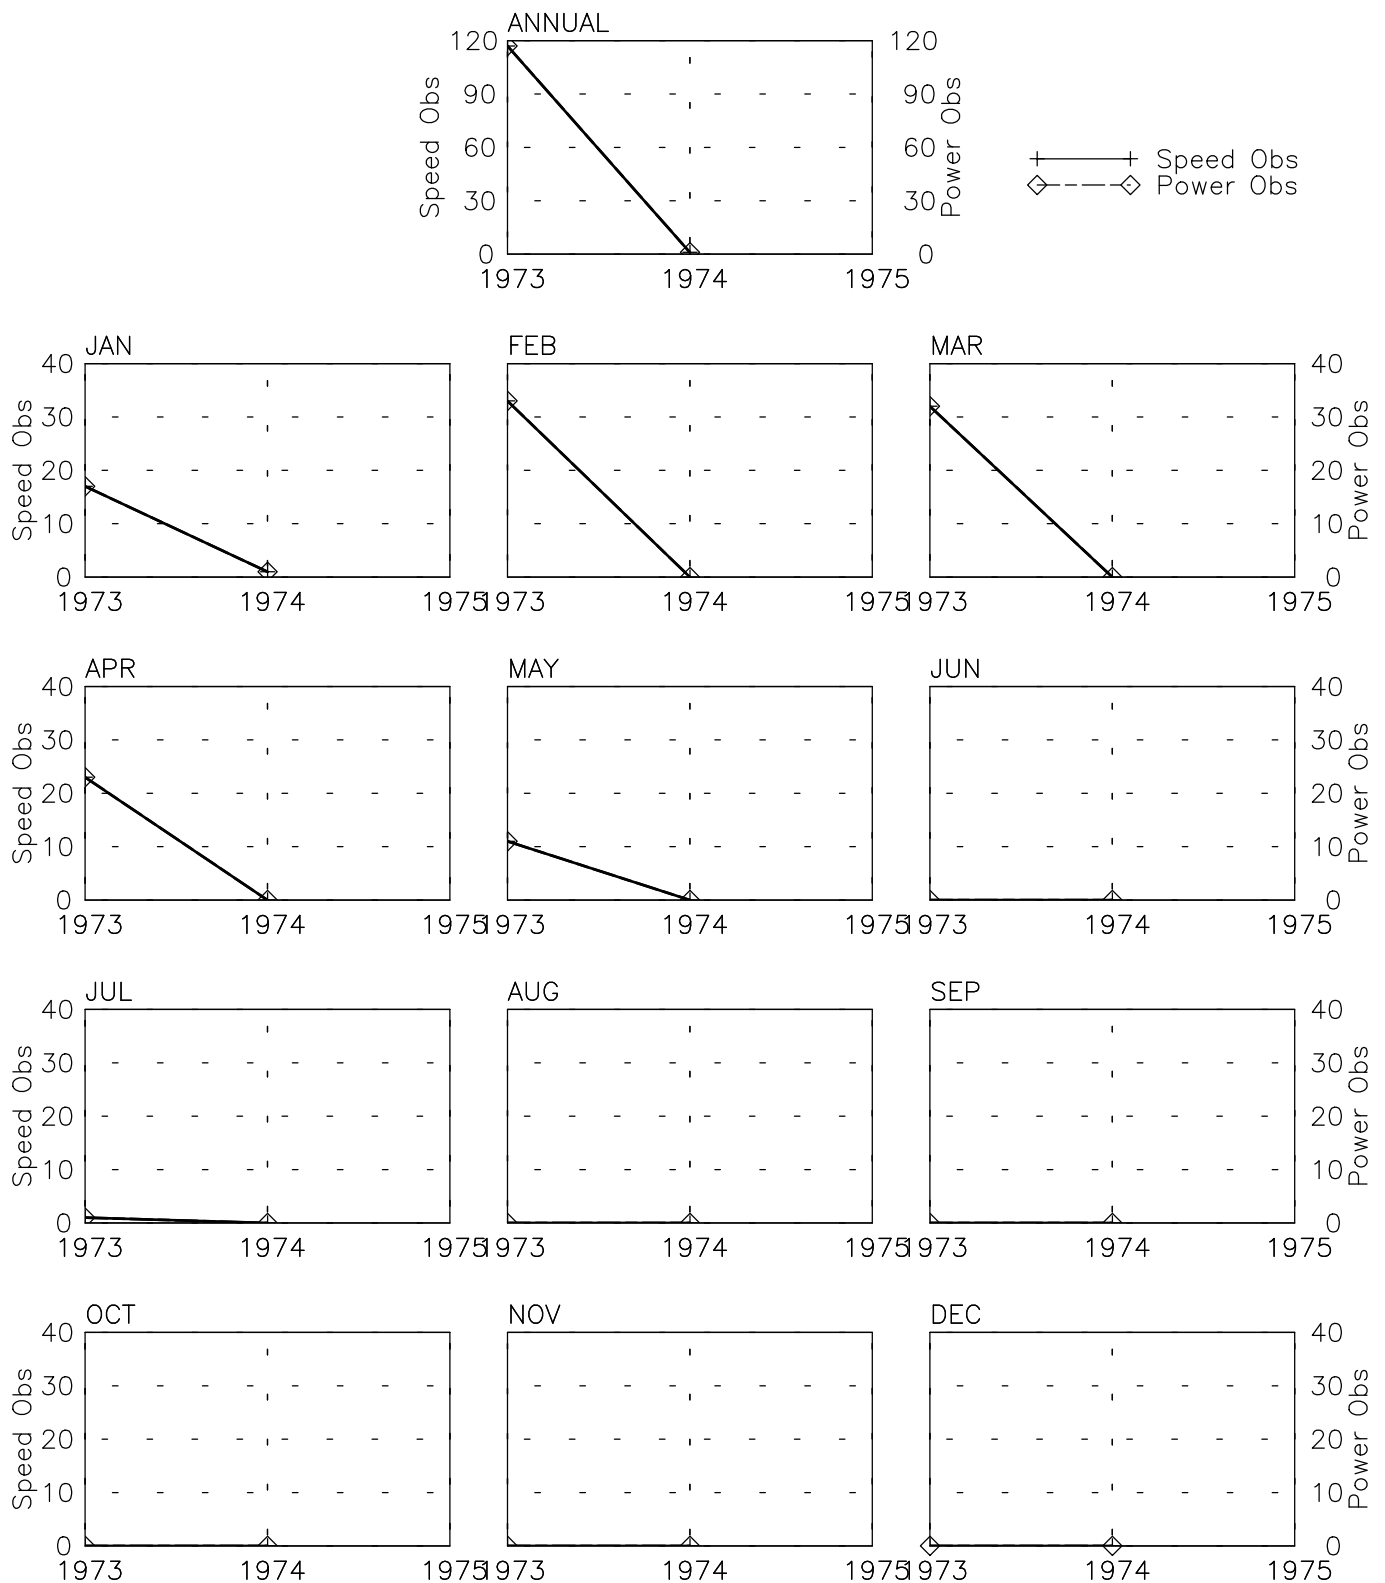 ANNUAL
120 120
90 90
60 60
30 30
0 0
Speed Obs
Power Obs
1973 1974 1975
Speed Obs
Power Obs
JAN FEB MAR
40 40
30 30
20 20
10 10
0 0
Speed Obs
Power Obs
1973 1974 1975 1973 1974 1975 1973 1974 1975
APR MAY JUN
40 40
30 30
20 20
10 10
0 0
Speed Obs
Power Obs
1973 1974 1975 1973 1974 1975 1973 1974 1975
JUL AUG SEP
40 40
30 30
20 20
10 10
0 0
Speed Obs
Power Obs
1973 1974 1975 1973 1974 1975 1973 1974 1975
OCT NOV DEC
40 40
30 30
20 20
10 10
0 0
Speed Obs
Power Obs
1973 1974 1975 1973 1974 1975 1973 1974 1975